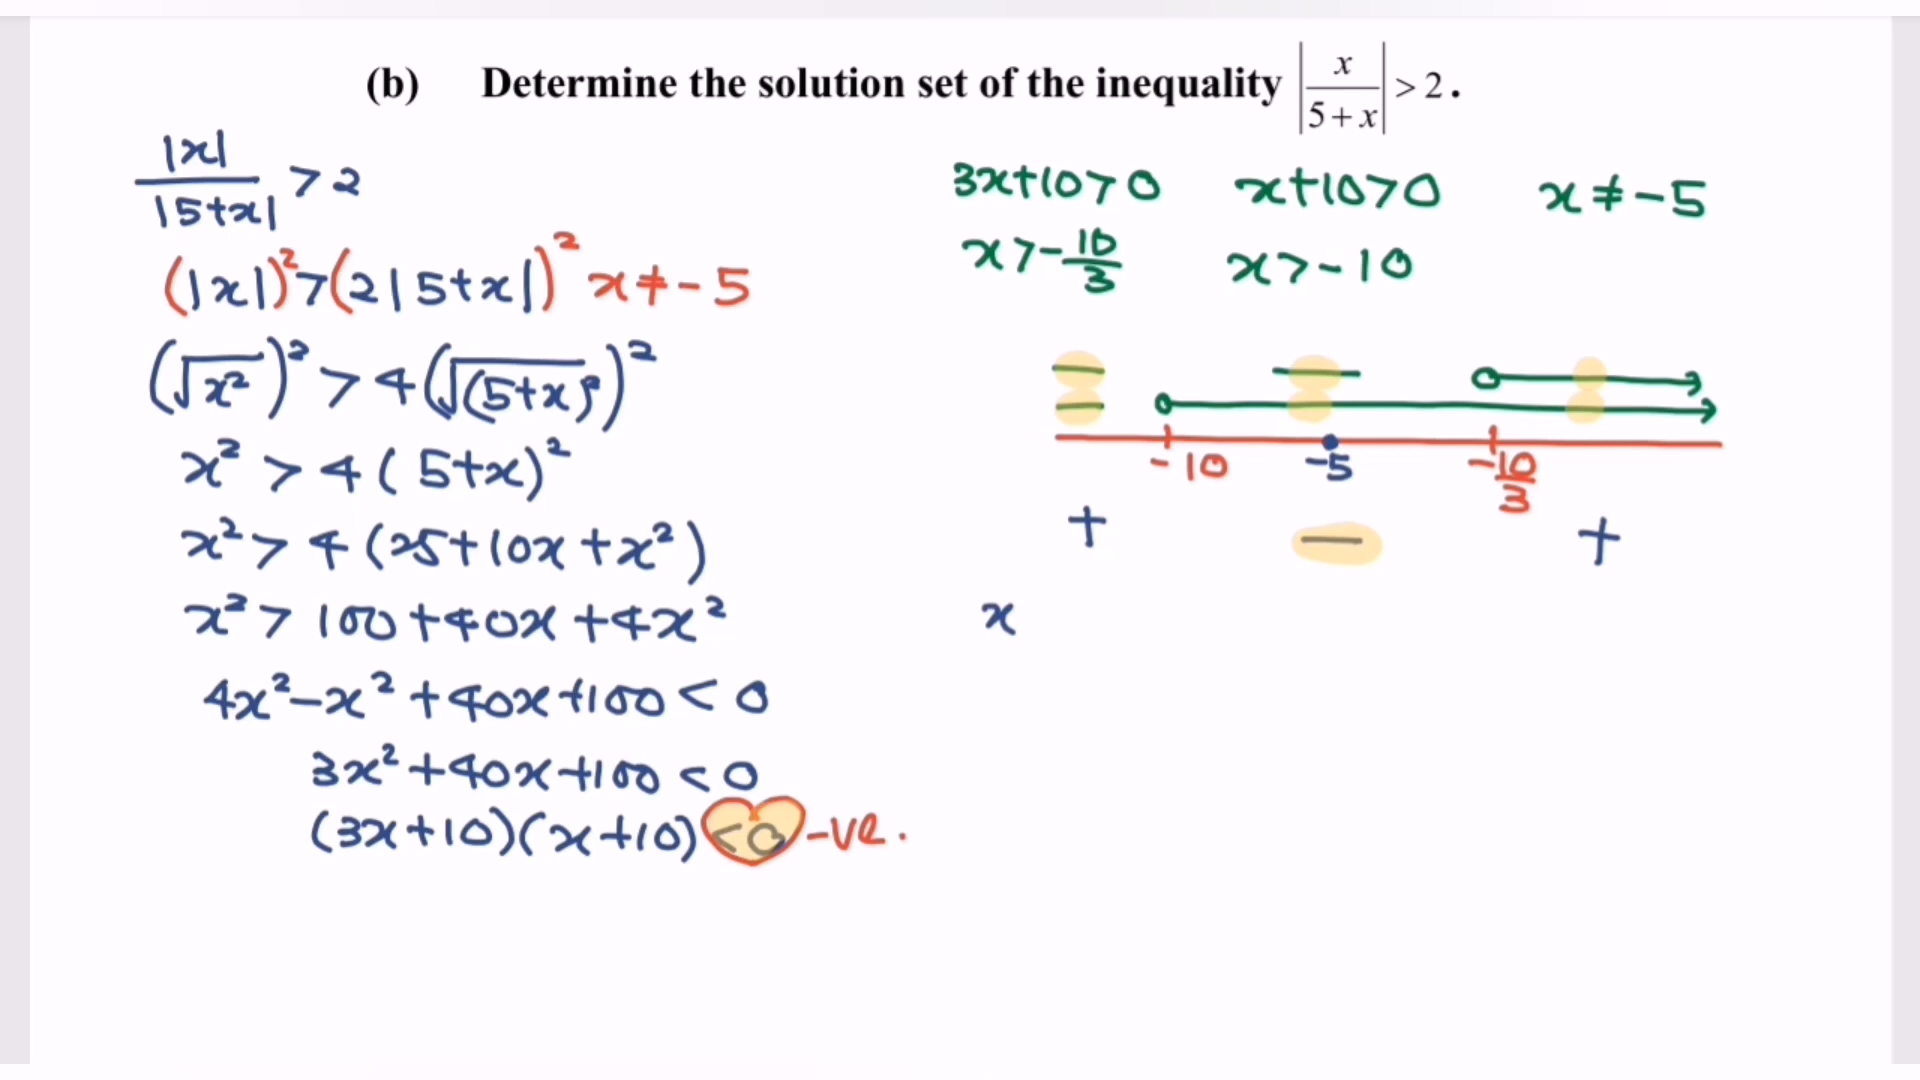 (b) Determine the solution set of the inequality |x/(5+x)| > 2.
|x|/|5+x| > 2
(|x|)² > (2|5+x|)² x ≠ -5
(√x²)² > 4(√(5+x)²)²
x² > 4(5+x)²
x² > 4(25+10x+x²)
x² > 100+40x+4x²
4x²-x²+40x+100 < 0
3x²+40x+100 < 0
(3x+10)(x+10) < 0 -ve.
3x+10>0 x+10>0 x ≠ -5
x > -10/3 x > -10
-10 -5 -10/3
+ - +
x